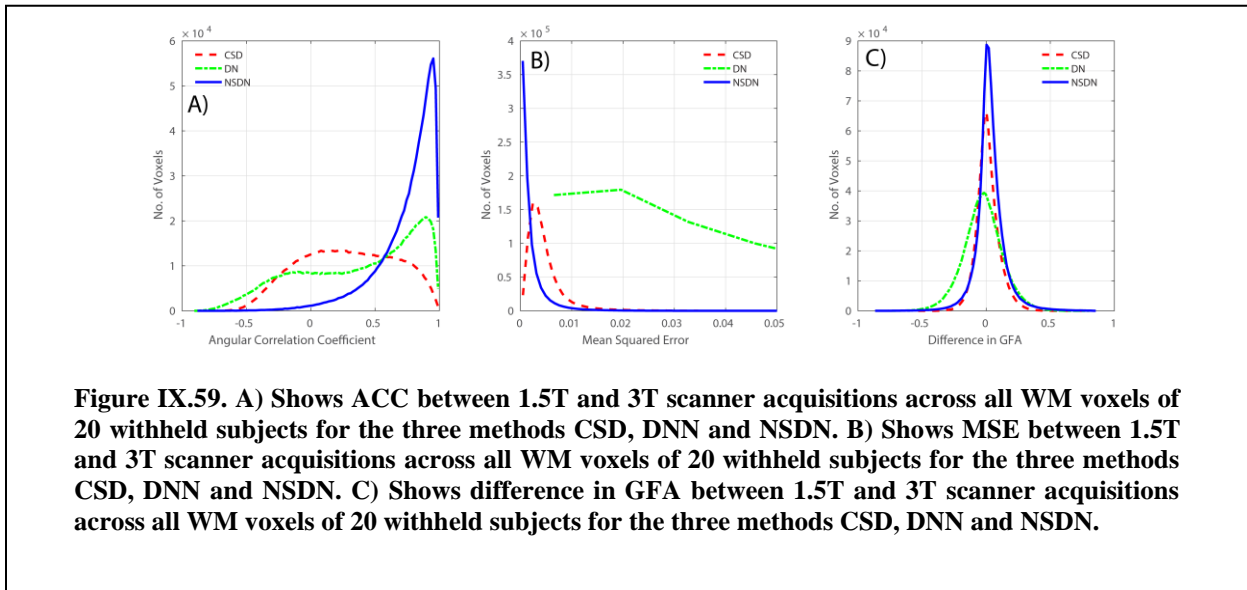 × 10 4
6
5
4
3
2
1
0
-1
-0.5
0
0.5
1
No. of Voxels
Angular Correlation Coefficient
A)
CSD
DN
NSDN
× 10 5
4
3.5
3
2.5
2
1.5
1
0.5
0
0
0.01
0.02
0.03
0.04
0.05
No. of Voxels
Mean Squared Error
B)
CSD
DN
NSDN
× 10 4
9
8
7
6
5
4
3
2
1
0
-1
-0.5
0
0.5
1
No. of Voxels
Difference in GFA
C)
CSD
DN
NSDN
Figure IX.59. A) Shows ACC between 1.5T and 3T scanner acquisitions across all WM voxels of
20 withheld subjects for the three methods CSD, DNN and NSDN. B) Shows MSE between 1.5T
and 3T scanner acquisitions across all WM voxels of 20 withheld subjects for the three methods
CSD, DNN and NSDN. C) Shows difference in GFA between 1.5T and 3T scanner acquisitions
across all WM voxels of 20 withheld subjects for the three methods CSD, DNN and NSDN.